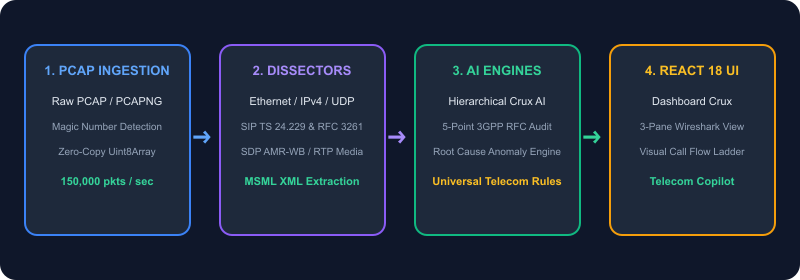 1. PCAP INGESTION
Raw PCAP / PCAPNG
Magic Number Detection
Zero-Copy Uint8Array
150,000 pkts / sec
→
2. DISSECTORS
Ethernet / IPv4 / UDP
SIP TS 24.229 & RFC 3261
SDP AMR-WB / RTP Media
MSML XML Extraction
→
3. AI ENGINES
Hierarchical Crux AI
5-Point 3GPP RFC Audit
Root Cause Anomaly Engine
Universal Telecom Rules
→
4. REACT 18 UI
Dashboard Crux
3-Pane Wireshark View
Visual Call Flow Ladder
Telecom Copilot